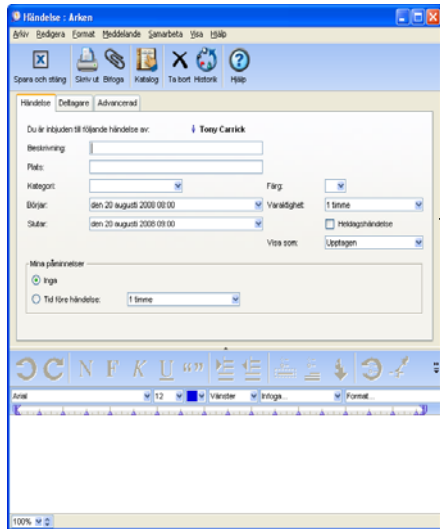 Händelse : Arken
Arkiv Redigera Format Meddelande Samarbeta Visa Hjälp
Spara och stäng Skriv ut Bifoga Katalog Ta bort Historik Hjälp
Händelse Deltagare Advancerad
Du är inbjuden till följande händelse av: Tony Carrick
Beskrivning:
Plats:
Kategori: Färg:
Börjar: den 20 augusti 2008 08:00 Varaktighet: 1 timme
Slutar: den 20 augusti 2008 09:00 Heldagshändelse
Visa som: Upptagen
Mina påminnelser
Inga
Tid före händelse: 1 timme
N F K U “”
Arial 12 Vänster Infoga... Format...
100%